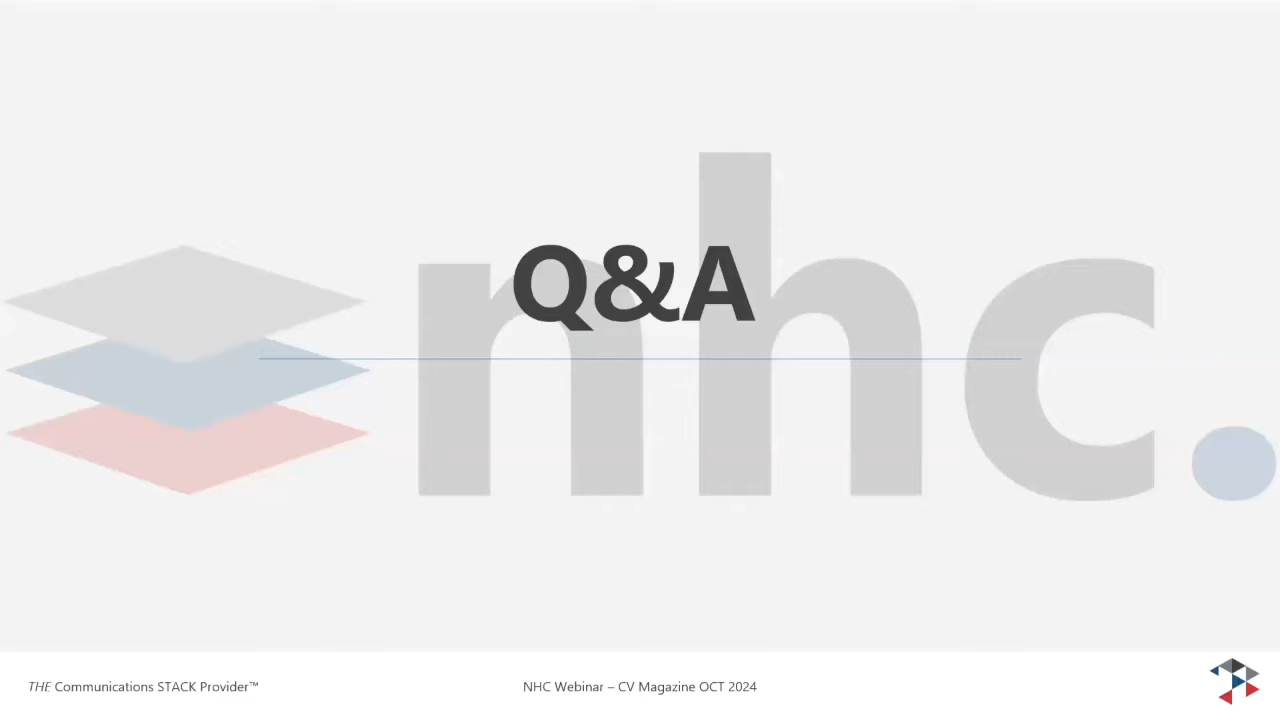 nhc.
Q&A
THE Communications STACK Provider™
NHC Webinar – CV Magazine OCT 2024